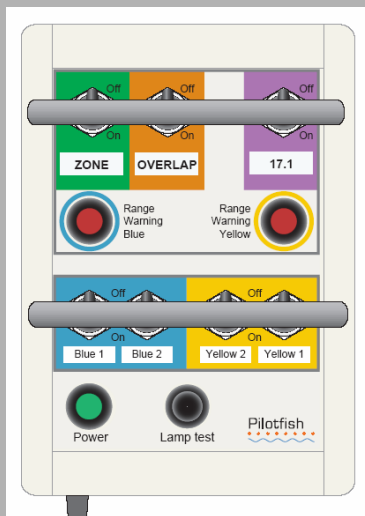 Off Off Off
On On On
ZONE OVERLAP 17.1
Range Warning Blue
Range Warning Yellow
Off Off
On On
Blue 1 Blue 2 Yellow 2 Yellow 1
Power Lamp test Pilotfish